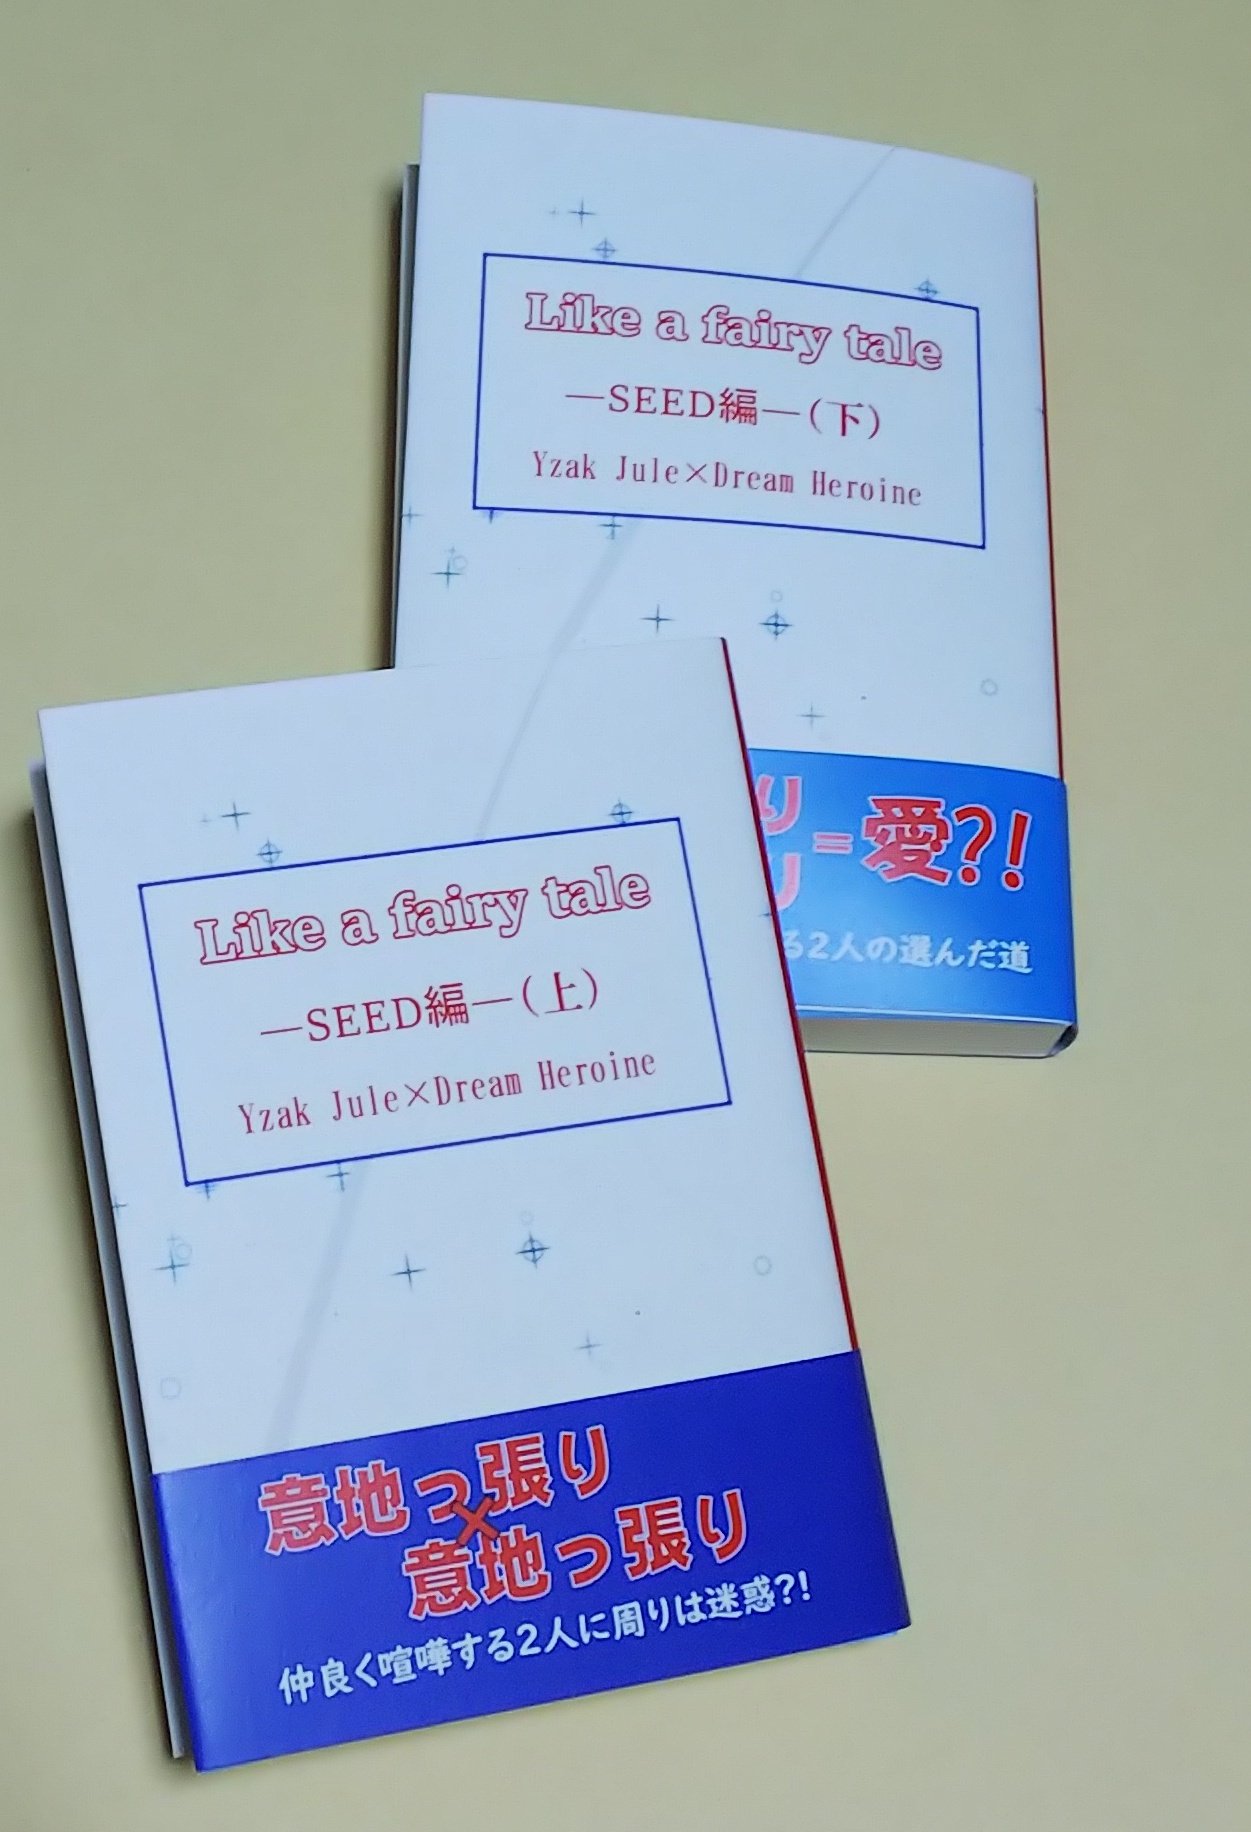 Like a fairy tale
―SEED編―(下)
Yzak Jule×Dream Heroine
り
り
=愛?!
る2人の選んだ道
Like a fairy tale
―SEED編―(上)
Yzak Jule×Dream Heroine
意地っ張り
×
意地っ張り
仲良く喧嘩する2人に周りは迷惑?!